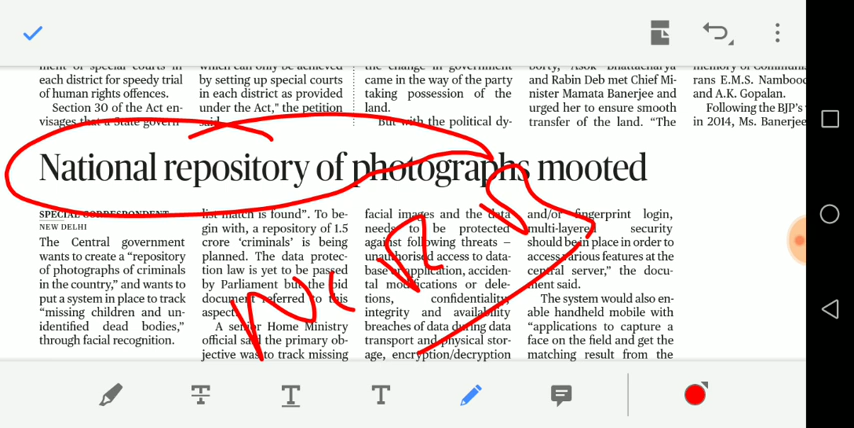 each district for speedy trial
of human rights offences.
Section 30 of the Act en-
visages that a State govern-
by setting up special courts
in each district as provided
under the Act," the petition
said.
came in the way of the party
taking possession of the
land.
But with the political dy-
and Rabin Deb met Chief Mi-
nister Mamata Banerjee and
urged her to ensure smooth
transfer of the land. "The
rans E.M.S. Nambood
and A.K. Gopalan.
Following the BJP's
in 2014, Ms. Banerjee
National repository of photographs mooted
SPECIAL CORRESPONDENT
NEW DELHI
The Central government
wants to create a "repository
of photographs of criminals
in the country," and wants to
put a system in place to track
"missing children and un-
identified dead bodies,"
through facial recognition.
list match is found". To be-
gin with, a repository of 1.5
crore 'criminals' is being
planned. The data protec-
tion law is yet to be passed
by Parliament but the bid
document referred to this
aspect.
A senior Home Ministry
official said the primary ob-
jective was to track missing
facial images and the data
needs to be protected
against following threats –
unauthorised access to data-
base or application, acciden-
tal modifications or dele-
tions, confidentiality,
integrity and availability
breaches of data during data
transport and physical stor-
age, encryption/decryption
and/or fingerprint login,
multi-layered security
should be in place in order to
access various features at the
central server," the docu-
ment said.
The system would also en-
able handheld mobile with
"applications to capture a
face on the field and get the
matching result from the